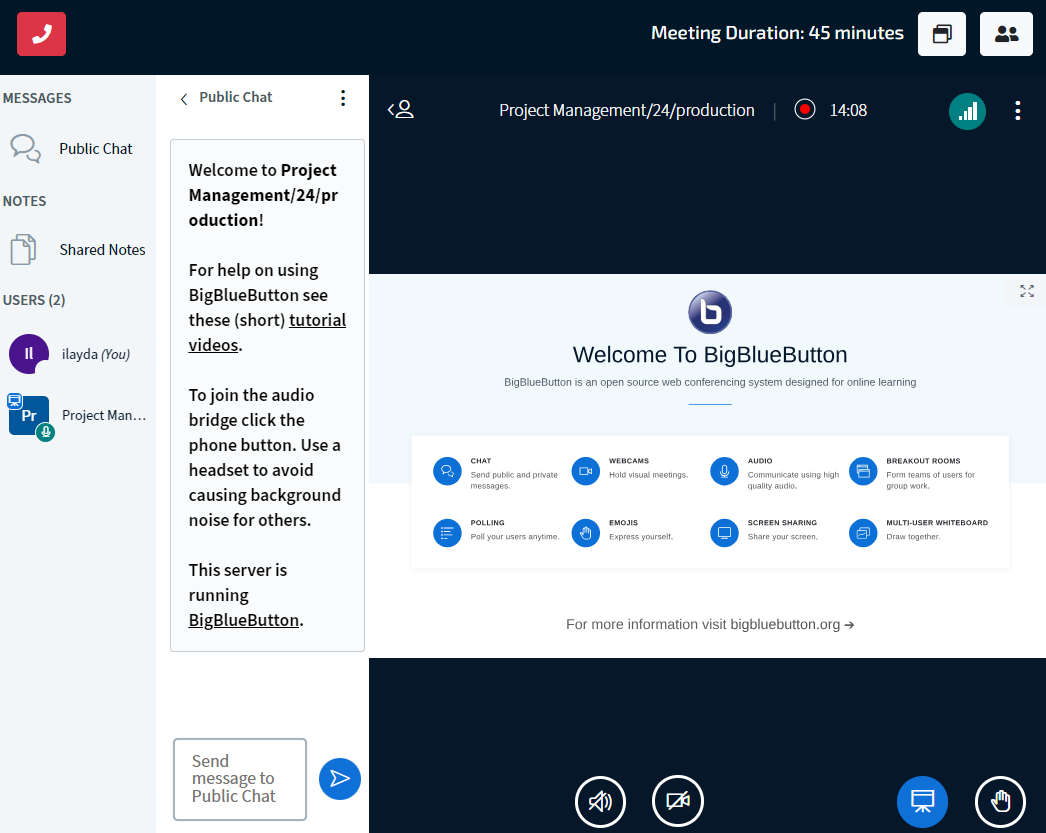 Meeting Duration: 45 minutes
MESSAGES
Public Chat
NOTES
Shared Notes
USERS (2)
Il
ilayda (You)
Pr
Project Man...
Public Chat
Welcome to Project
Management/24/pr
oduction!
For help on using
BigBlueButton see
these (short) tutorial
videos.
To join the audio
bridge click the
phone button. Use a
headset to avoid
causing background
noise for others.
This server is
running
BigBlueButton.
Send
message to
Public Chat
Project Management/24/production | 14:08
b
Welcome To BigBlueButton
BigBlueButton is an open source web conferencing system designed for online learning
CHAT
Send public and private
messages.
WEBCAMS
Hold visual meetings.
AUDIO
Communicate using high
quality audio.
BREAKOUT ROOMS
Form teams of users for
group work.
POLLING
Poll your users anytime.
EMOJIS
Express yourself.
SCREEN SHARING
Share your screen.
MULTI-USER WHITEBOARD
Draw together.
For more information visit bigbluebutton.org →